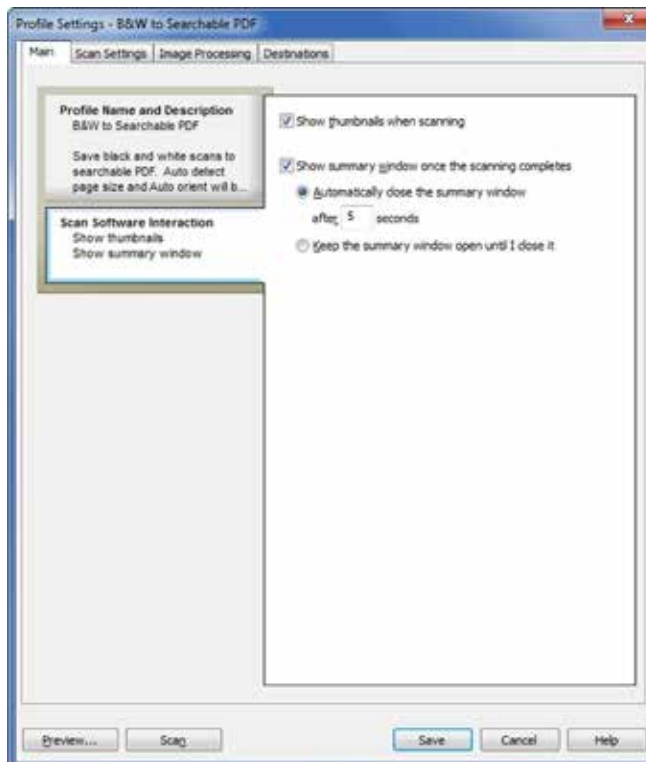 Profile Settings - B&W to Searchable PDF
Main Scan Settings Image Processing Destinations
Profile Name and Description
B&W to Searchable PDF
Save black and white scans to
searchable PDF. Auto detect
page size and Auto orient will b...
Scan Software Interaction
Show thumbnails
Show summary window
Show thumbnails when scanning
Show summary window once the scanning completes
Automatically close the summary window
after 5 seconds
Keep the summary window open until I close it
Preview... Scan Save Cancel Help